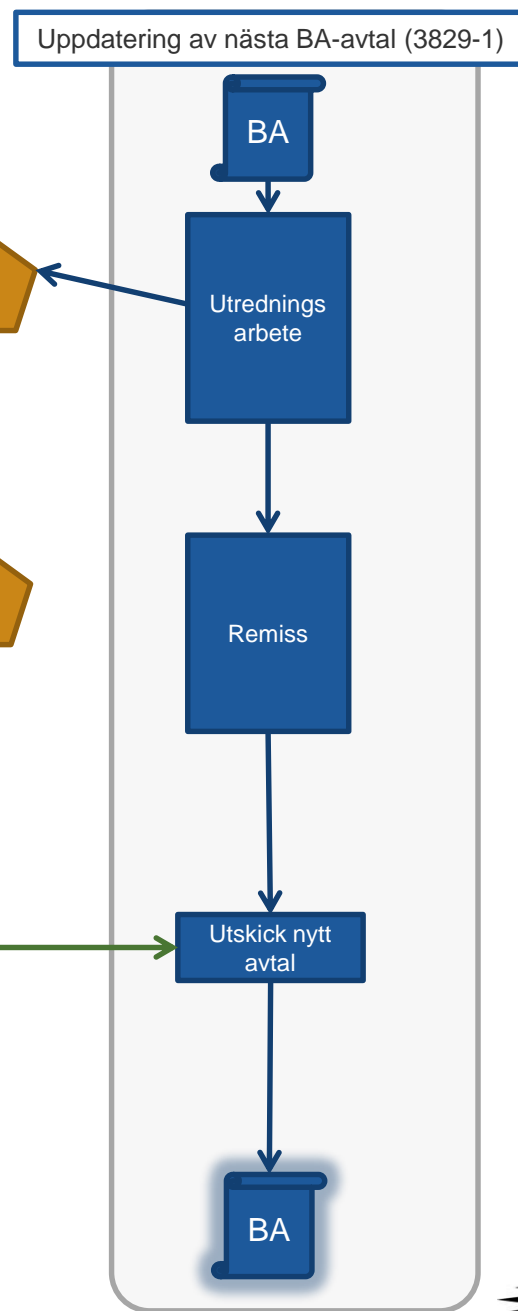 Uppdatering av nästa BA-avtal (3829-1)
BA
Utrednings
arbete
Remiss
Utskick nytt
avtal
BA